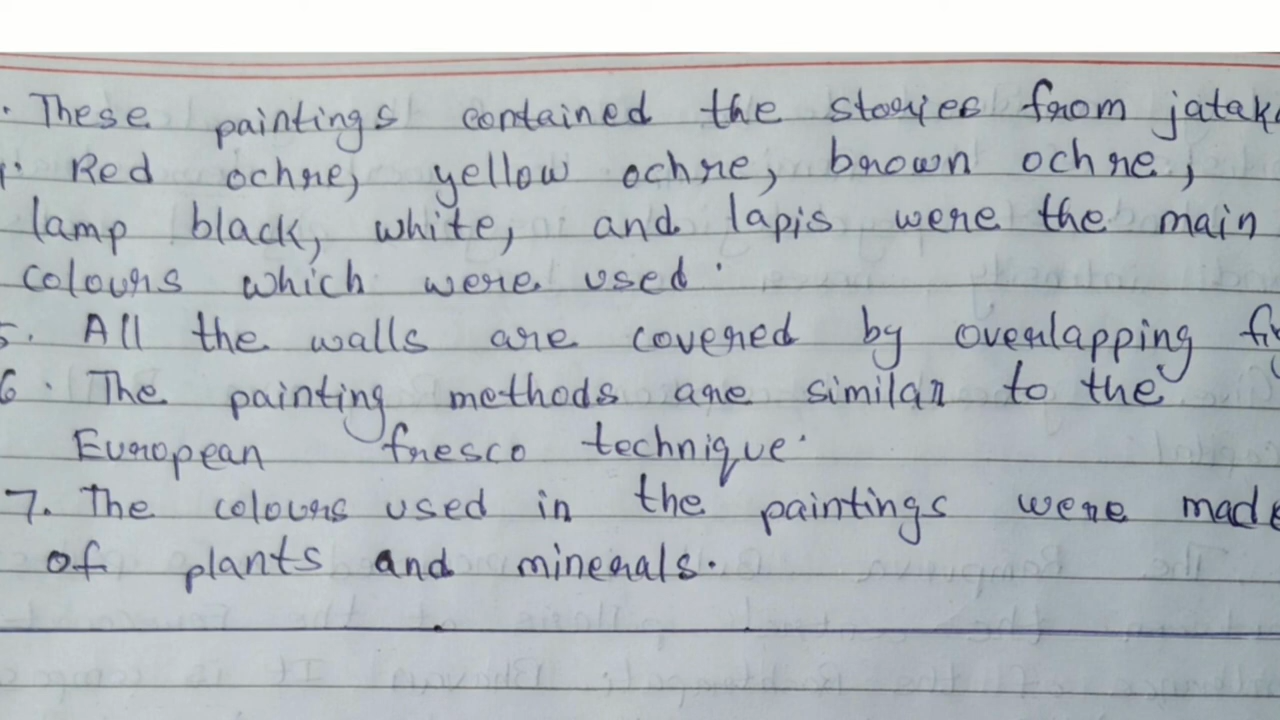 . These paintings contained the stories from jatak
. Red ochre, yellow ochre, brown ochre,
lamp black, white, and lapis were the main
colours which were used.
5. All the walls are covered by overlapping
6. The painting methods are similar to the
European fresco technique.
7. The colours used in the paintings were made
of plants and minerals.